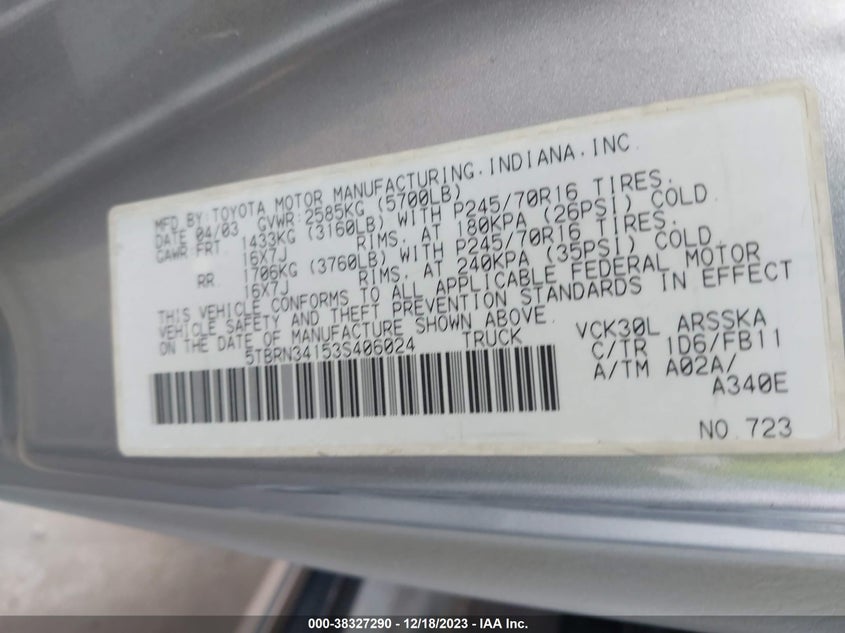 MFD.BY:TOYOTA MOTOR MANUFACTURING.INDIANA.INC.
DATE 04/03 GVWR:2585KG (5700LB)
GAWR:FRT. 1433KG (3160LB) WITH P245/70R16 TIRES.
16X7J RIMS. AT 180KPA (26PSI) COLD.
RR. 1706KG (3760LB) WITH P245/70R16 TIRES.
16X7J RIMS. AT 240KPA (35PSI) COLD.
THIS VEHICLE CONFORMS TO ALL APPLICABLE FEDERAL MOTOR
VEHICLE SAFETY AND THEFT PREVENTION STANDARDS IN EFFECT
ON THE DATE OF MANUFACTURE SHOWN ABOVE.
5TBRN34153S406024 TRUCK
VCK30L ARSSKA
C/TR 1D6/FB11
A/TM A02A/
A340E
NO.723
000-38327290 - 12/18/2023 - IAA Inc.